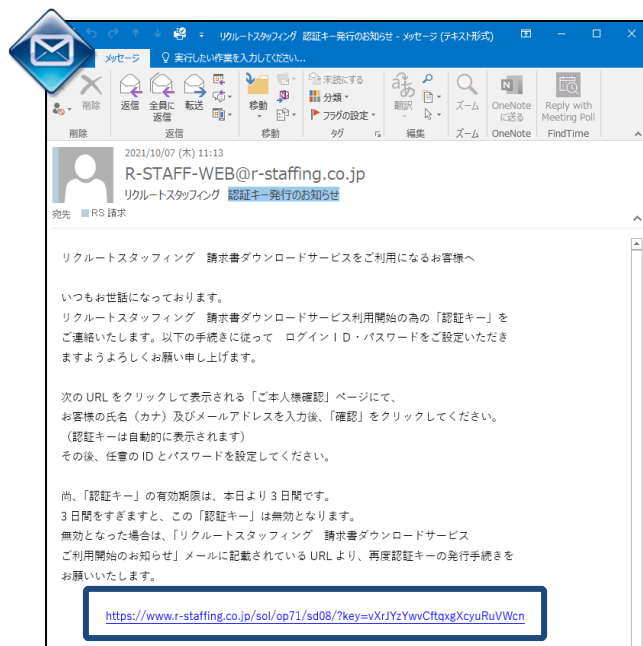 リクルートスタッフィング 認証キー発行のお知らせ - メッセージ (テキスト形式)
メッセージ
実行したい作業を入力してください...
削除
返信
全員に返信
転送
移動
未読にする
分類
フラグの設定
翻訳
ズーム
OneNote に送る
Reply with Meeting Poll
削除
返信
移動
タグ
編集
ズーム
OneNote
FindTime
2021/10/07 (木) 11:13
R-STAFF-WEB@r-staffing.co.jp
リクルートスタッフィング 認証キー発行のお知らせ
宛先 RS 請求
リクルートスタッフィング 請求書ダウンロードサービスをご利用になるお客様へ
いつもお世話になっております。
リクルートスタッフィング 請求書ダウンロードサービス利用開始の為の「認証キー」を
ご連絡いたします。以下の手続きに従って ログインＩＤ・パスワードをご設定いただき
ますようよろしくお願い申し上げます。
次の URL をクリックして表示される「ご本人様確認」ページにて、
お客様の氏名（カナ）及びメールアドレスを入力後、「確認」をクリックしてください。
（認証キーは自動的に表示されます）
その後、任意の ID とパスワードを設定してください。
尚、「認証キー」の有効期限は、本日より 3 日間です。
3 日間をすぎますと、この「認証キー」は無効となります。
無効となった場合は、「リクルートスタッフィング 請求書ダウンロードサービス
ご利用開始のお知らせ」メールに記載されている URL より、再度認証キーの発行手続きを
お願いいたします。
https://www.r-staffing.co.jp/sol/op71/sd08/?key=vXrJYzYwvCftqxgXcyuRuVWcn